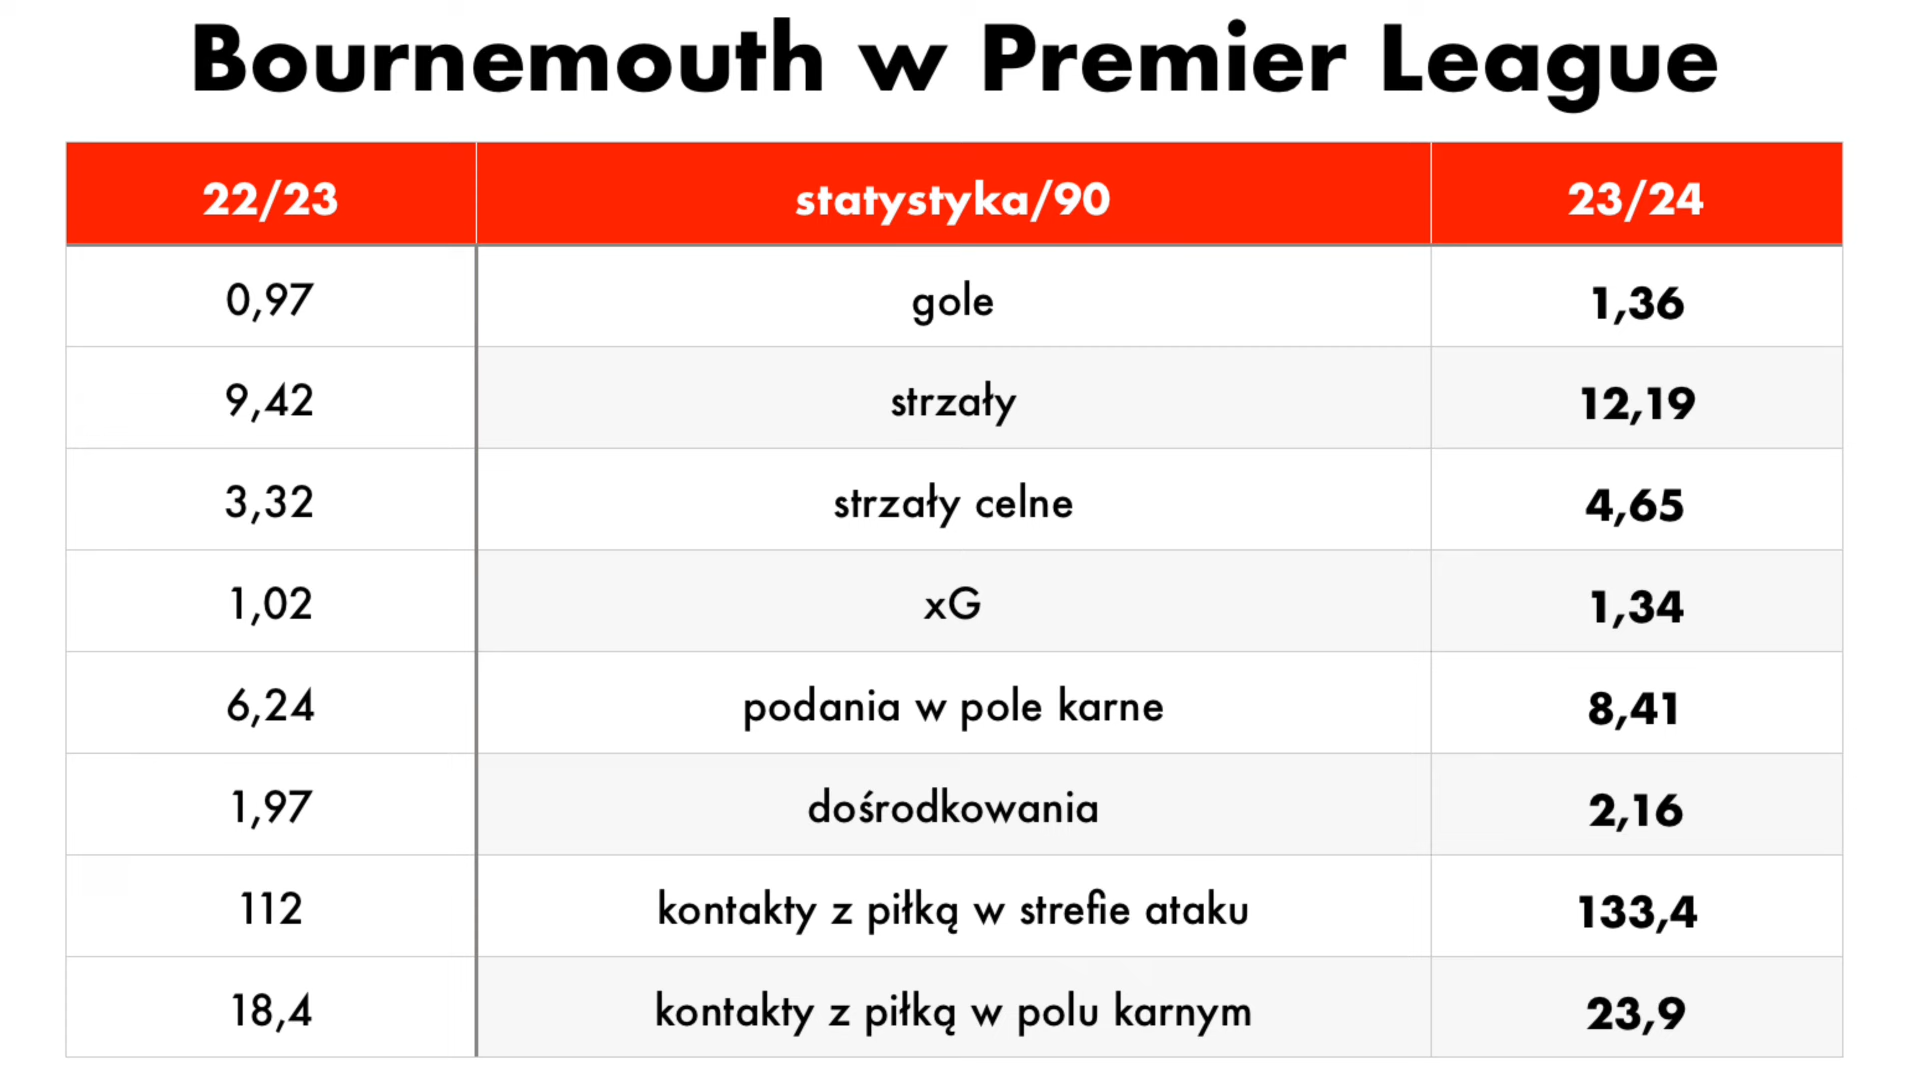 Bournemouth w Premier League
22/23 statystyka/90 23/24
0,97 gole 1,36
9,42 strzały 12,19
3,32 strzały celne 4,65
1,02 xG 1,34
6,24 podania w pole karne 8,41
1,97 dośrodkowania 2,16
112 kontakty z piłką w strefie ataku 133,4
18,4 kontakty z piłką w polu karnym 23,9